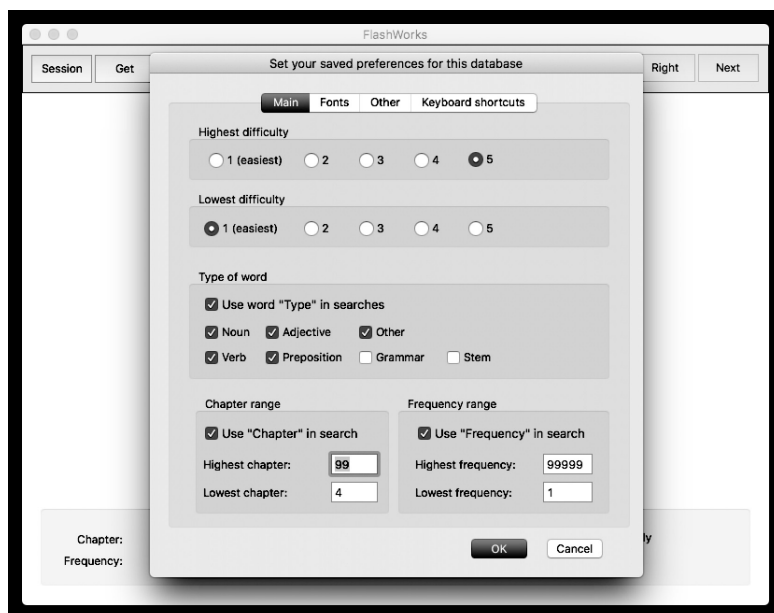 FlashWorks
Session Get Right Next
Set your saved preferences for this database
Main Fonts Other Keyboard shortcuts
Highest difficulty
1 (easiest) 2 3 4 5
Lowest difficulty
1 (easiest) 2 3 4 5
Type of word
Use word "Type" in searches
Noun Adjective Other
Verb Preposition Grammar Stem
Chapter range Frequency range
Use "Chapter" in search Use "Frequency" in search
Highest chapter: 99 Highest frequency: 99999
Lowest chapter: 4 Lowest frequency: 1
Chapter: ly
OK Cancel
Frequency: